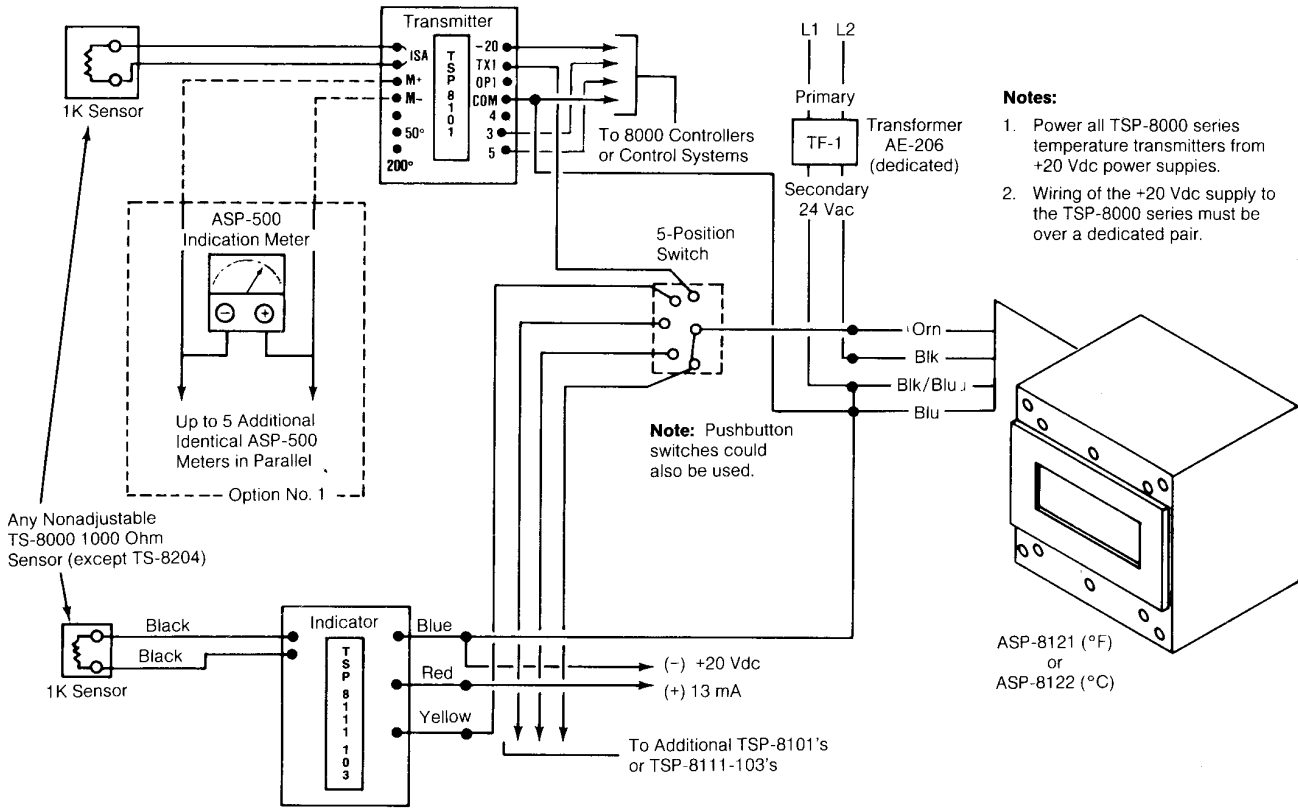 Transmitter
ISA
M+
M−
50°
200°
TSP 8101
−20
TX1
OP1
COM
4
3
5
1K Sensor
To 8000 Controllers
or Control Systems
L1 L2
Primary
TF-1
Transformer
AE-206
(dedicated)
Secondary
24 Vac
Notes:
1. Power all TSP-8000 series
temperature transmitters from
+20 Vdc power suppies.
2. Wiring of the +20 Vdc supply to
the TSP-8000 series must be
over a dedicated pair.
ASP-500
Indication Meter
− +
Up to 5 Additional
Identical ASP-500
Meters in Parallel
Option No. 1
5-Position
Switch
Note: Pushbutton
switches could
also be used.
Orn
Blk
Blk/Blu
Blu
Any Nonadjustable
TS-8000 1000 Ohm
Sensor (except TS-8204)
Black
Black
1K Sensor
Indicator
TSP 8111 103
Blue
Red
Yellow
(−) +20 Vdc
(+) 13 mA
To Additional TSP-8101's
or TSP-8111-103's
ASP-8121 (°F)
or
ASP-8122 (°C)